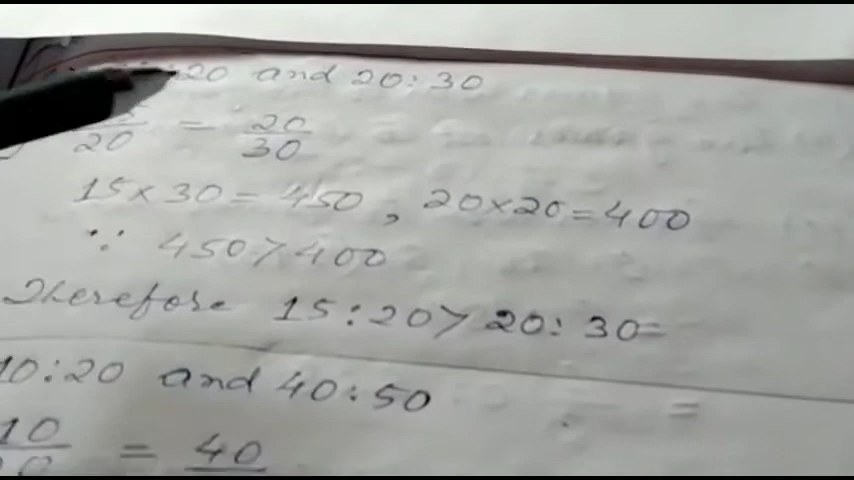 :20 and 20:30
20 = 20
30
15×30 = 450, 20×20=400
∵ 450>400
Therefore 15:20> 20:30=
10:20 and 40:50 =
10 = 40